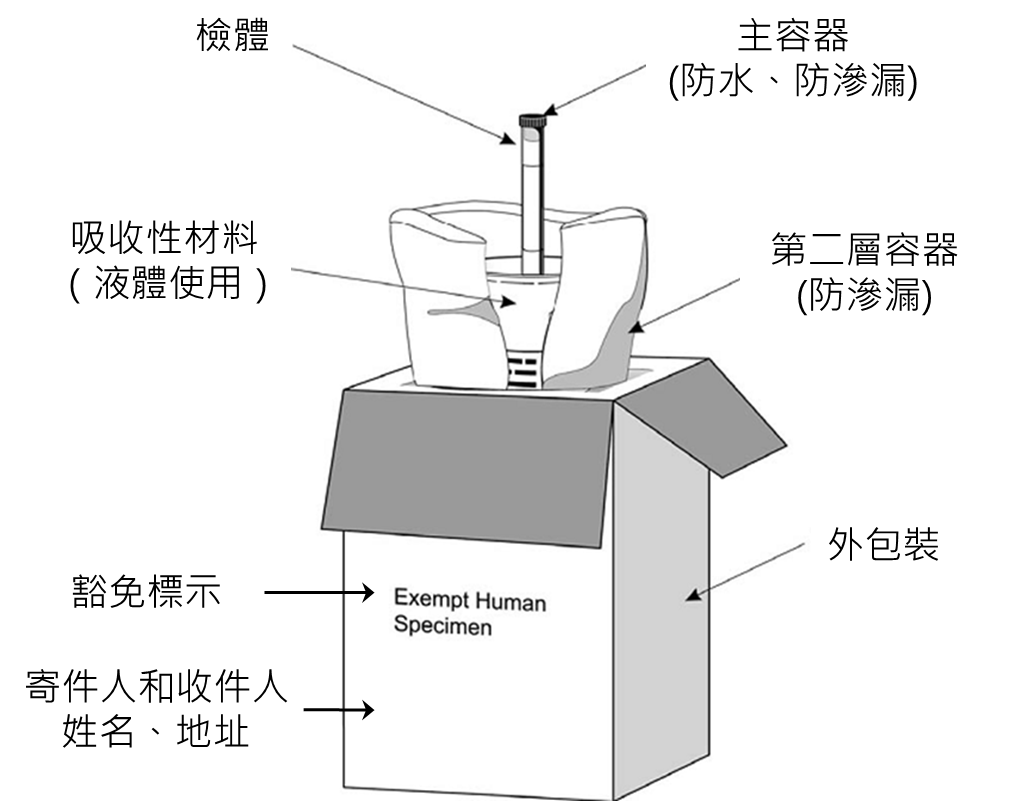 檢體
主容器
(防水、防滲漏)
吸收性材料
( 液體使用 )
第二層容器
(防滲漏)
外包裝
豁免標示
Exempt Human
Specimen
寄件人和收件人
姓名、地址